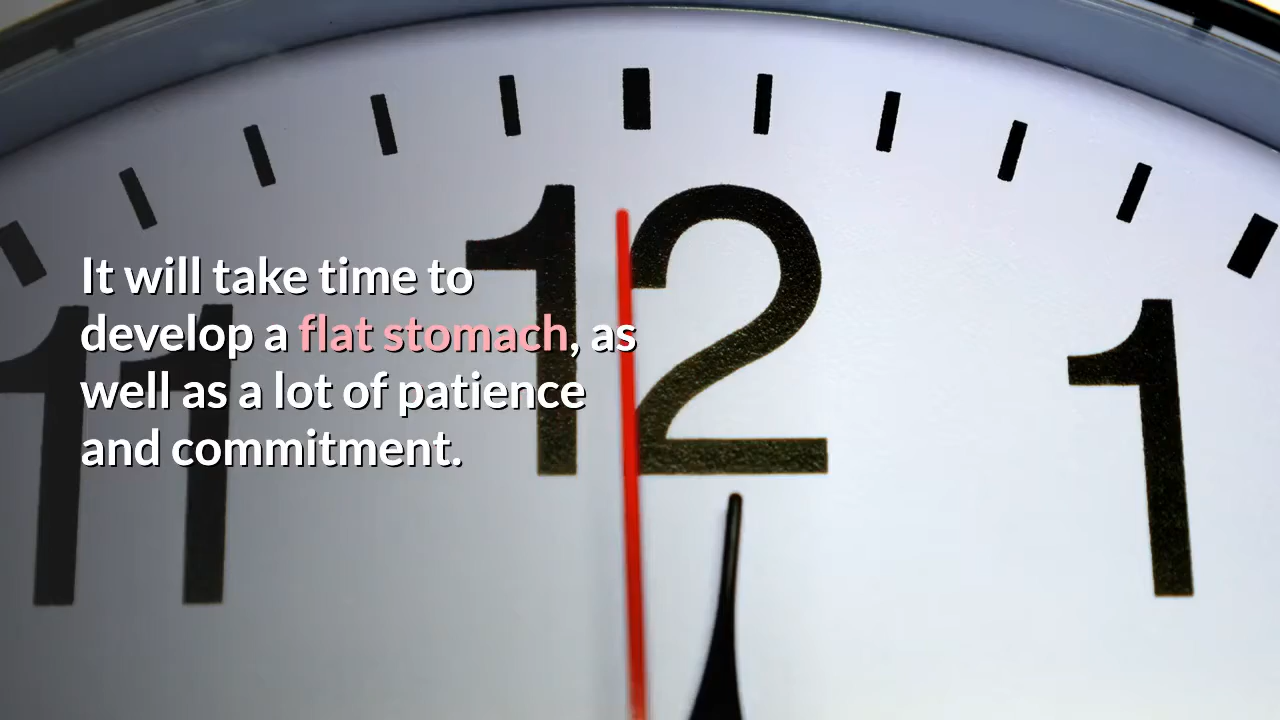 12
11
1
It will take time to
develop a flat stomach, as
well as a lot of patience
and commitment.